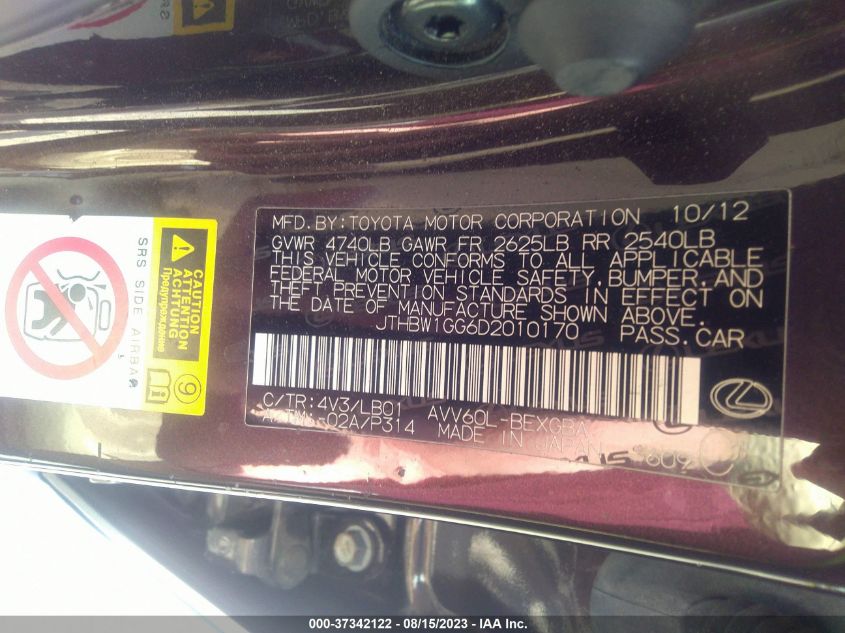 MFD.BY:TOYOTA MOTOR CORPORATION 10/12
GVWR 4740LB GAWR FR 2625LB RR 2540LB
THIS VEHICLE CONFORMS TO ALL APPLICABLE
FEDERAL MOTOR VEHICLE SAFETY, BUMPER, AND
THEFT PREVENTION STANDARDS IN EFFECT ON
THE DATE OF MANUFACTURE SHOWN ABOVE.
JTHBW1GG6D2010170 PASS.CAR
C/TR:4V3/LB01 AVV60L-BEXGBA
A/TM:-02A/P314 MADE IN JAPAN
SRS SIDE AIRBAG
CAUTION
ATTENTION
ACHTUNG
Предупреждение
000-37342122 - 08/15/2023 - IAA Inc.